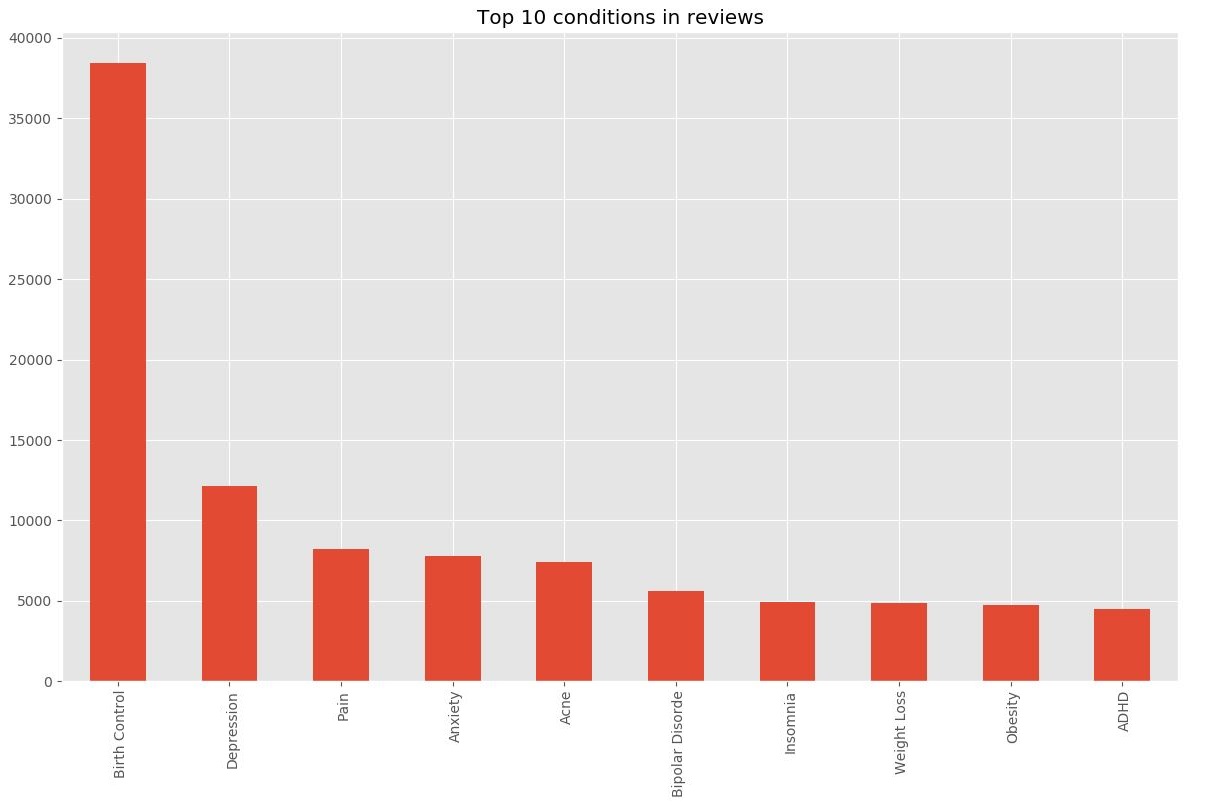 Top 10 conditions in reviews
40000
35000
30000
25000
20000
15000
10000
5000
0
Birth Control
Depression
Pain
Anxiety
Acne
Bipolar Disorde
Insomnia
Weight Loss
Obesity
ADHD